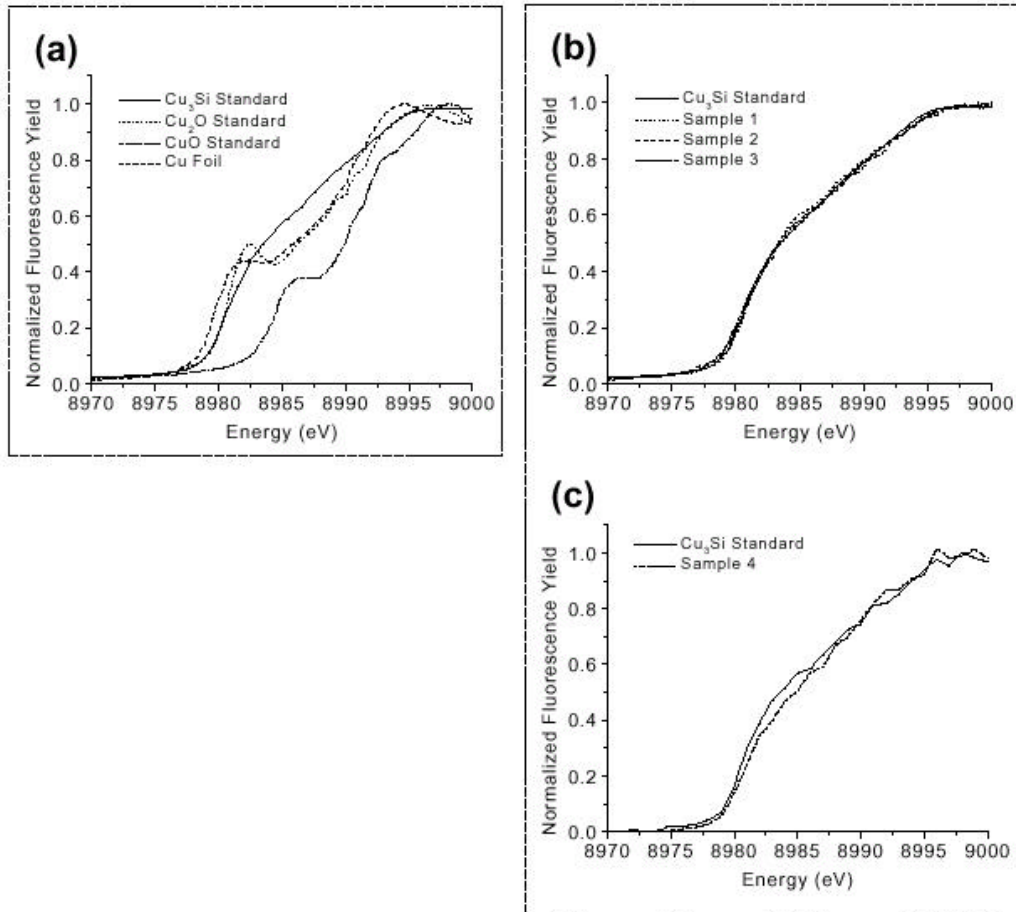 (a)
Cu₃Si Standard
Cu₂O Standard
CuO Standard
Cu Foil
Normalized Fluorescence Yield
1.0
0.8
0.6
0.4
0.2
0.0
8970 8975 8980 8985 8990 8995 9000
Energy (eV)
(b)
Cu₃Si Standard
Sample 1
Sample 2
Sample 3
Normalized Fluorescence Yield
1.0
0.8
0.6
0.4
0.2
0.0
8970 8975 8980 8985 8990 8995 9000
Energy (eV)
(c)
Cu₃Si Standard
Sample 4
Normalized Fluorescence Yield
1.0
0.8
0.6
0.4
0.2
0.0
8970 8975 8980 8985 8990 8995 9000
Energy (eV)